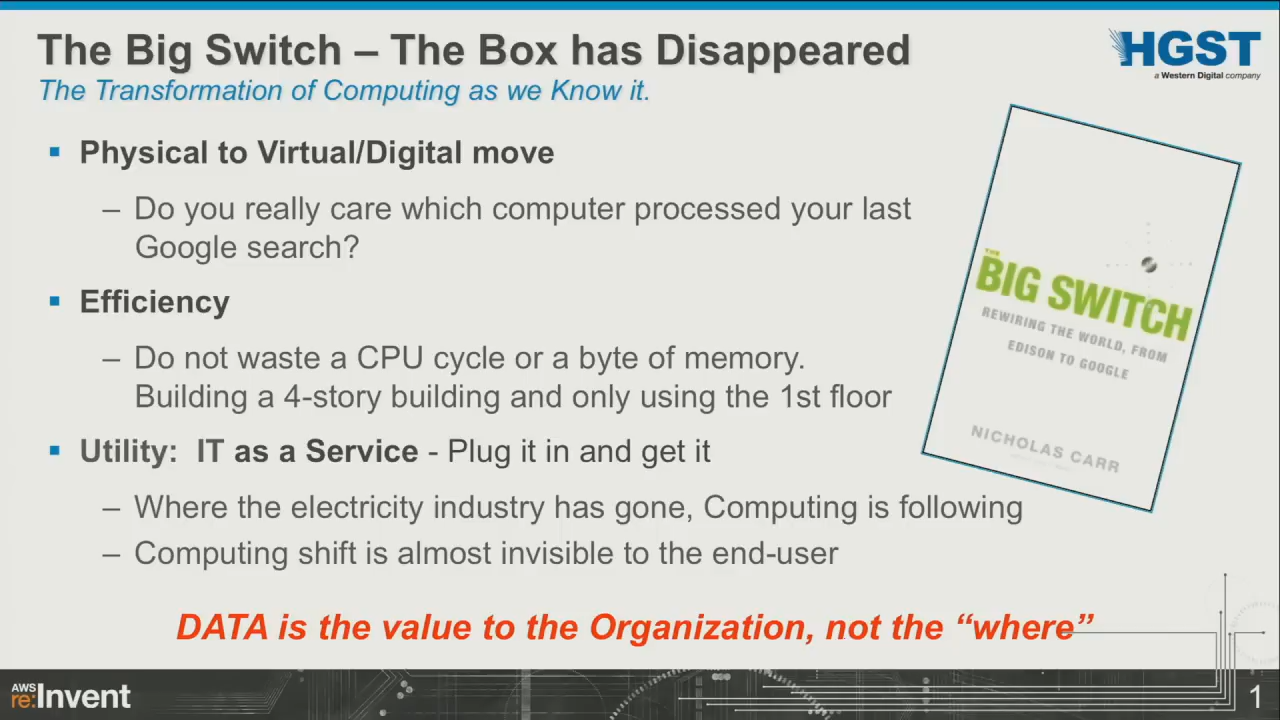 The Big Switch – The Box has Disappeared
The Transformation of Computing as we Know it.
HGST
a Western Digital company
▪ Physical to Virtual/Digital move
– Do you really care which computer processed your last
Google search?
▪ Efficiency
– Do not waste a CPU cycle or a byte of memory.
Building a 4-story building and only using the 1st floor
▪ Utility: IT as a Service - Plug it in and get it
– Where the electricity industry has gone, Computing is following
– Computing shift is almost invisible to the end-user
THE
BIG SWITCH
REWIRING THE WORLD, FROM
EDISON TO GOOGLE
NICHOLAS CARR
DATA is the value to the Organization, not the “where”
AWS
re:Invent
1